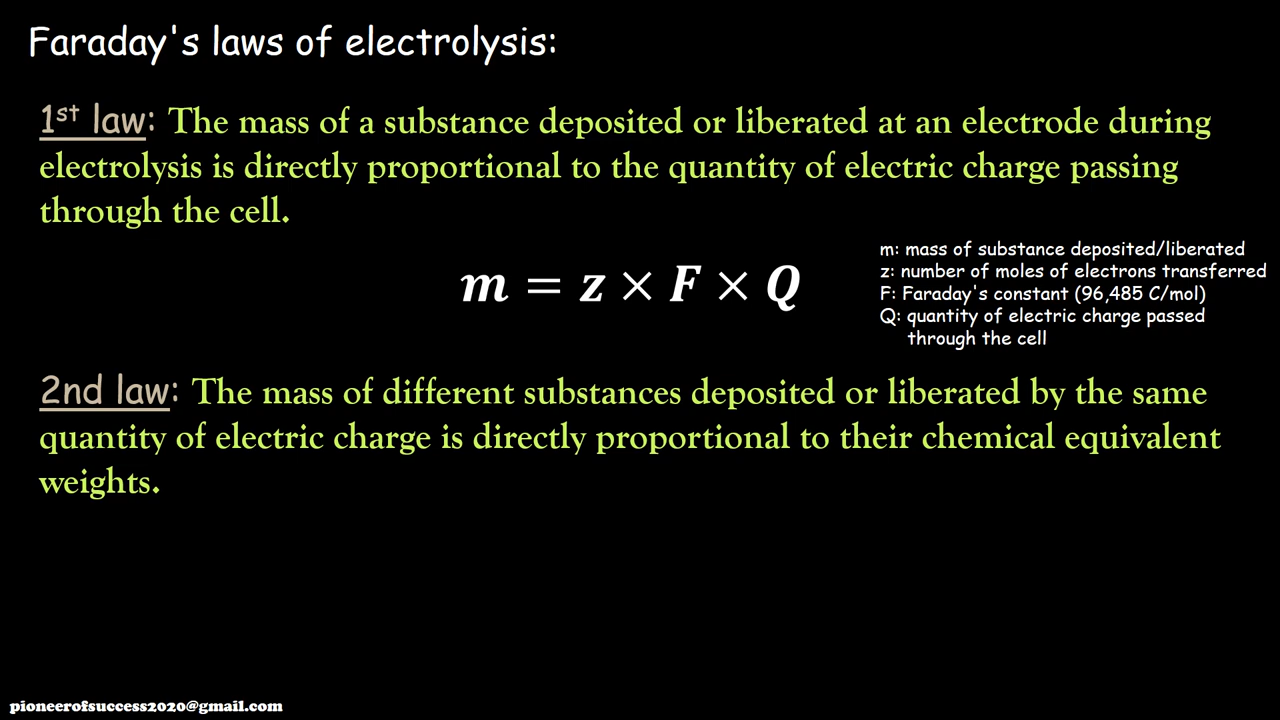 Faraday's laws of electrolysis:
1st law: The mass of a substance deposited or liberated at an electrode during
electrolysis is directly proportional to the quantity of electric charge passing
through the cell.
m = z × F × Q
m: mass of substance deposited/liberated
z: number of moles of electrons transferred
F: Faraday's constant (96,485 C/mol)
Q: quantity of electric charge passed
through the cell
2nd law: The mass of different substances deposited or liberated by the same
quantity of electric charge is directly proportional to their chemical equivalent
weights.
pioneerofsuccess2020@gmail.com